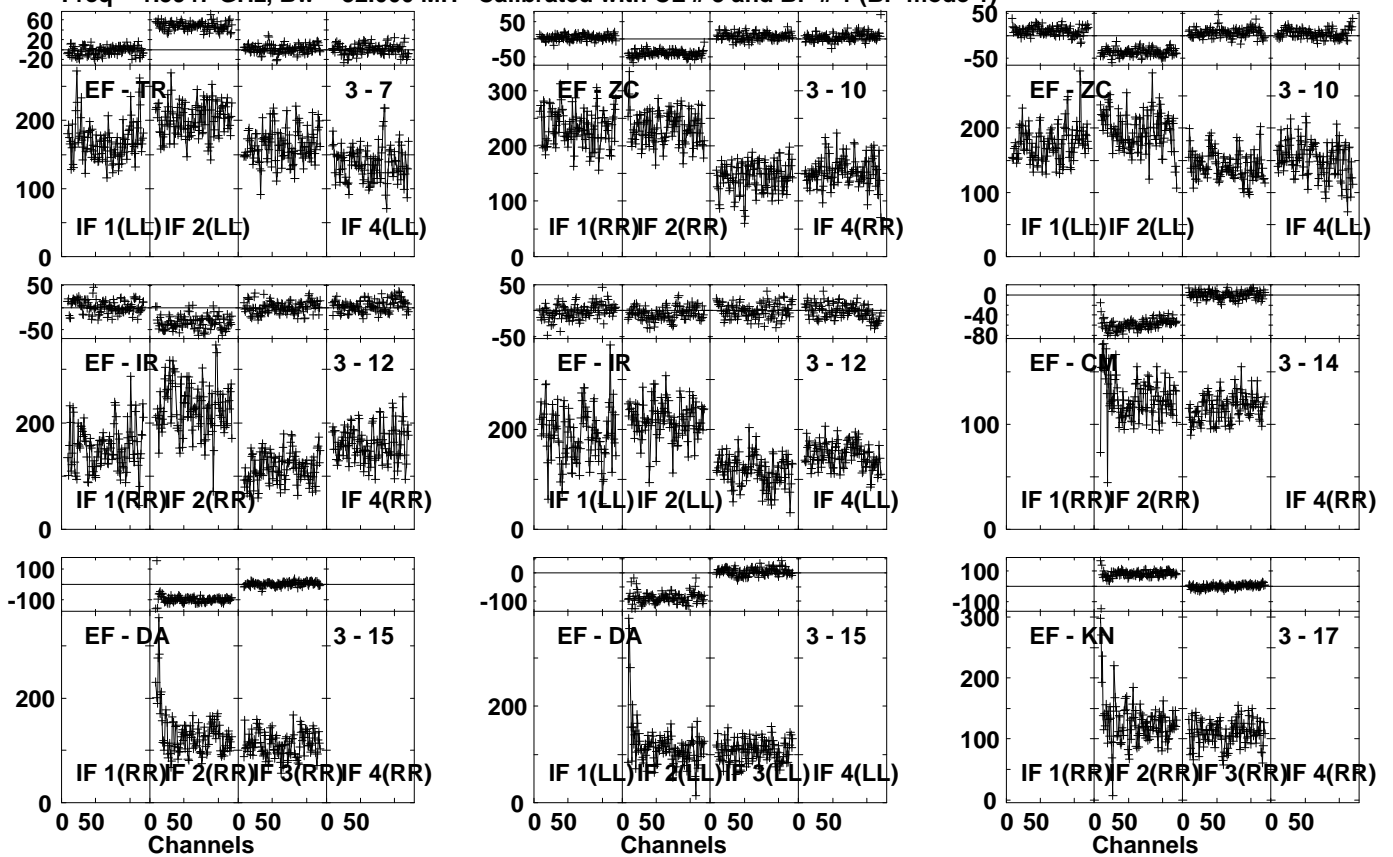 60
20
-20
EF - TR
3 - 7
200
100
0
IF 1(LL)
IF 2(LL)
IF 4(LL)
50
-50
EF - ZC
3 - 10
300
200
100
0
IF 1(RR)
IF 2(RR)
IF 4(RR)
50
-50
EF - ZC
3 - 10
200
100
0
IF 1(LL)
IF 2(LL)
IF 4(LL)
50
-50
EF - IR
3 - 12
200
0
IF 1(RR)
IF 2(RR)
IF 4(RR)
50
-50
EF - IR
3 - 12
200
0
IF 1(LL)
IF 2(LL)
IF 4(LL)
0
-40
-80
EF - CM
3 - 14
100
0
IF 1(RR)
IF 2(RR)
IF 4(RR)
100
-100
EF - DA
3 - 15
200
0
IF 1(RR)
IF 2(RR)
IF 3(RR)
IF 4(RR)
0 50 0 50 0 50 0 50
Channels
0
-100
EF - DA
3 - 15
200
0
IF 1(LL)
IF 2(LL)
IF 3(LL)
IF 4(LL)
0 50 0 50 0 50 0 50
Channels
100
-100
EF - KN
3 - 17
300
200
100
0
IF 1(RR)
IF 2(RR)
IF 3(RR)
IF 4(RR)
0 50 0 50 0 50 0 50
Channels